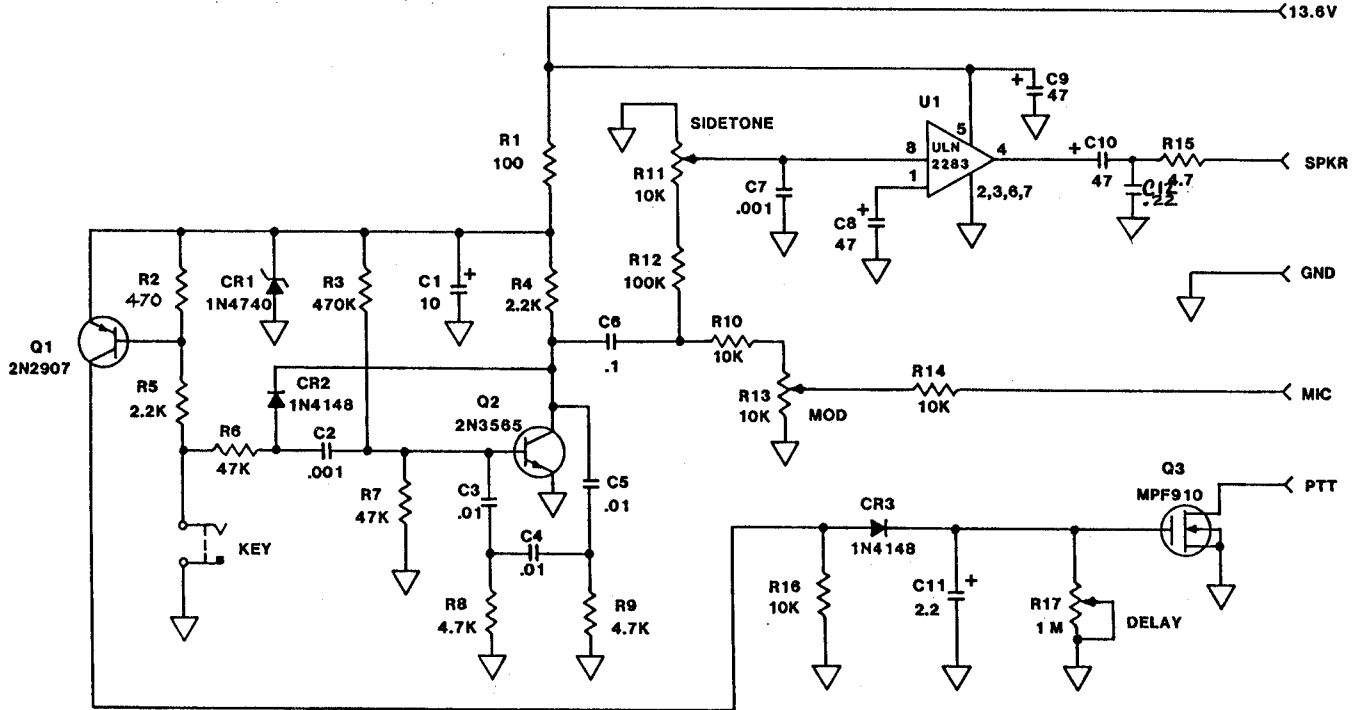 13.6V
C9
47
U1
SIDETONE
R1
100
5
8
ULN
2283
4
1
C10
47
R15
4.7
SPKR
R11
10K
C7
.001
2,3,6,7
C12
.22
C8
47
R12
100K
GND
R2
470
CR1
1N4740
R3
470K
C1
10
R4
2.2K
C6
.1
R10
10K
Q1
2N2907
R5
2.2K
CR2
1N4148
Q2
2N3565
R13
10K
MOD
R14
10K
MIC
R6
47K
C2
.001
R7
47K
C3
.01
C5
.01
C4
.01
Q3
MPF910
PTT
KEY
CR3
1N4148
R8
4.7K
R9
4.7K
R16
10K
C11
2.2
R17
1 M
DELAY